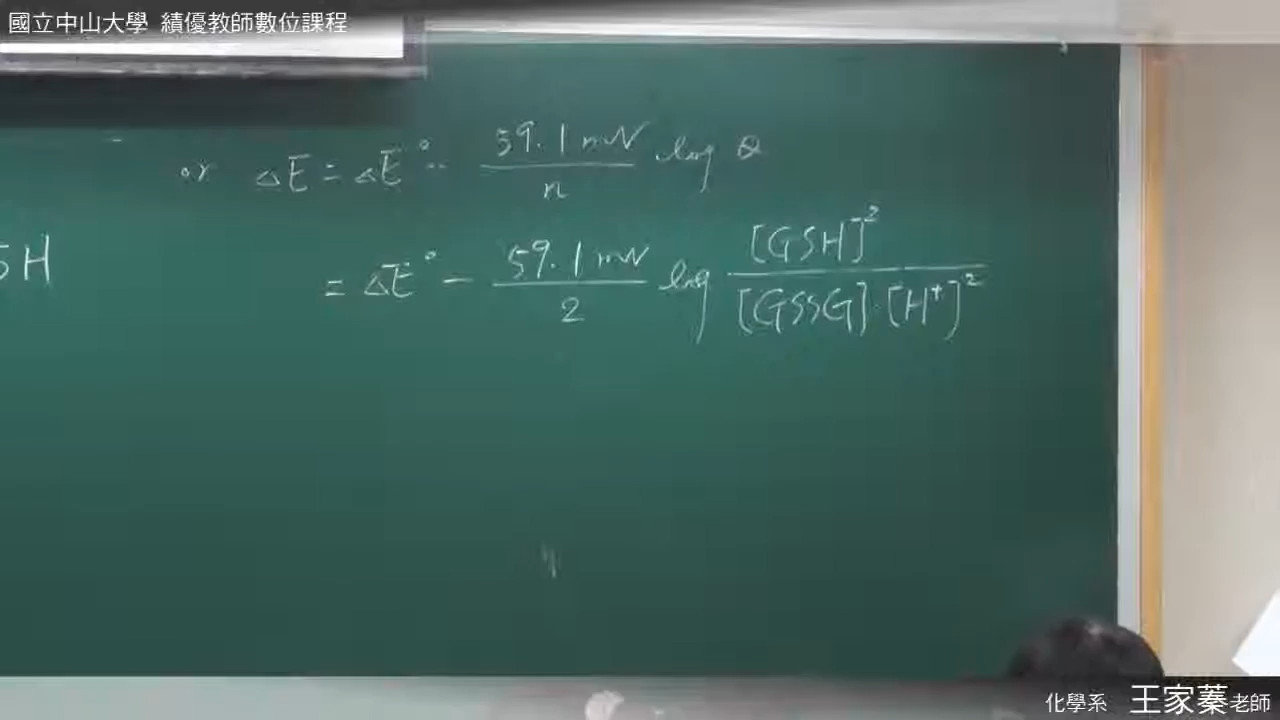 國立中山大學 績優教師數位課程
or ΔE = ΔE° - 59.1 mV / n log Q
SH
= ΔE° - 59.1 mV / 2 log [GSH]² / [GSSG]·[H⁺]²
化學系 王家蓁老師